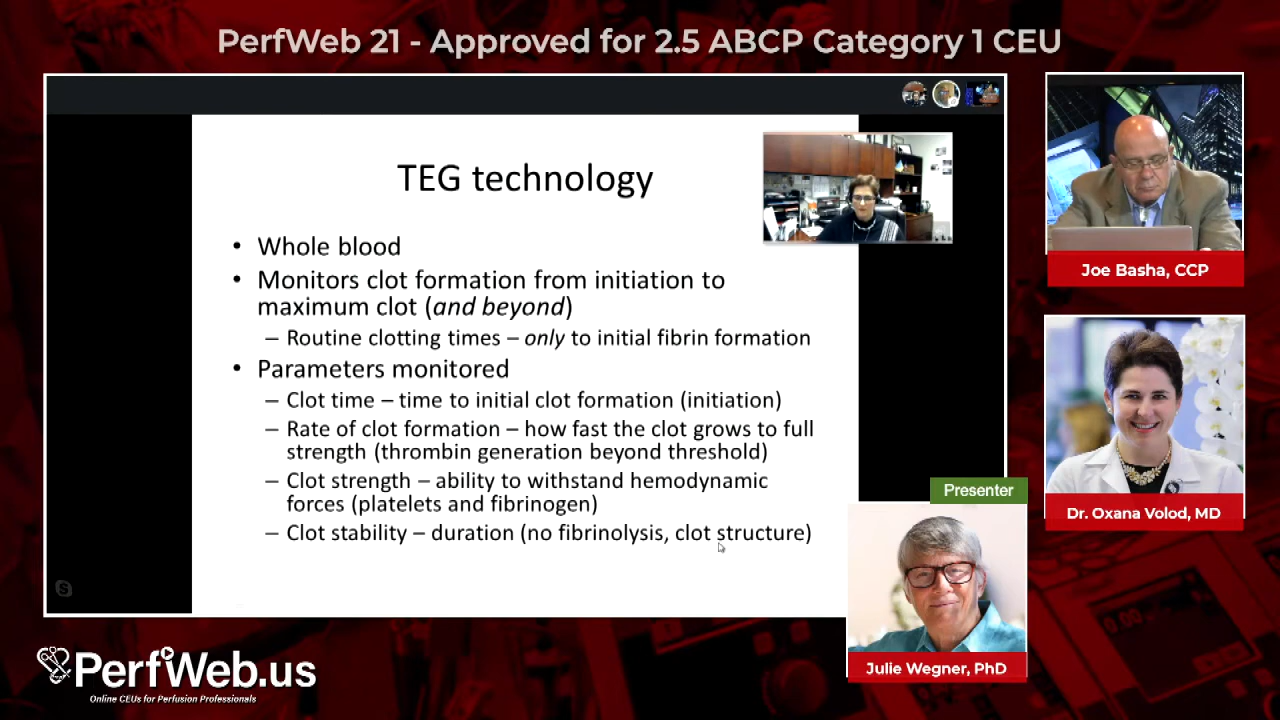 PerfWeb 21 - Approved for 2.5 ABCP Category 1 CEU
TEG technology
• Whole blood
• Monitors clot formation from initiation to
maximum clot (and beyond)
– Routine clotting times – only to initial fibrin formation
• Parameters monitored
– Clot time – time to initial clot formation (initiation)
– Rate of clot formation – how fast the clot grows to full
strength (thrombin generation beyond threshold)
– Clot strength – ability to withstand hemodynamic
forces (platelets and fibrinogen)
– Clot stability – duration (no fibrinolysis, clot structure)
Joe Basha, CCP
Dr. Oxana Volod, MD
Presenter
Julie Wegner, PhD
PerfWeb.us
Online CEUs for Perfusion Professionals